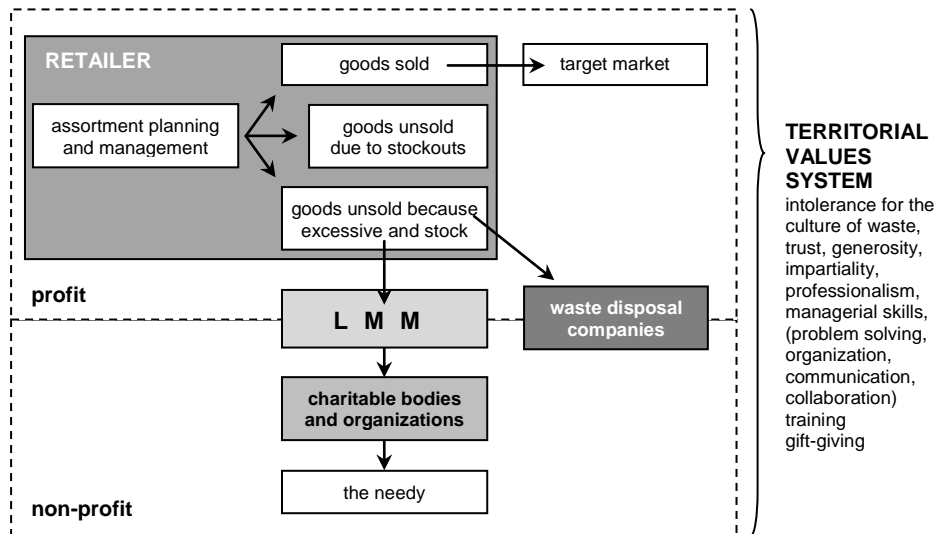 RETAILER
goods sold
target market
assortment planning
and management
goods unsold
due to stockouts
goods unsold because
excessive and stock
profit
L M M
waste disposal
companies
charitable bodies
and organizations
the needy
non-profit
TERRITORIAL
VALUES
SYSTEM
intolerance for the
culture of waste,
trust, generosity,
impartiality,
professionalism,
managerial skills,
(problem solving,
organization,
communication,
collaboration)
training
gift-giving